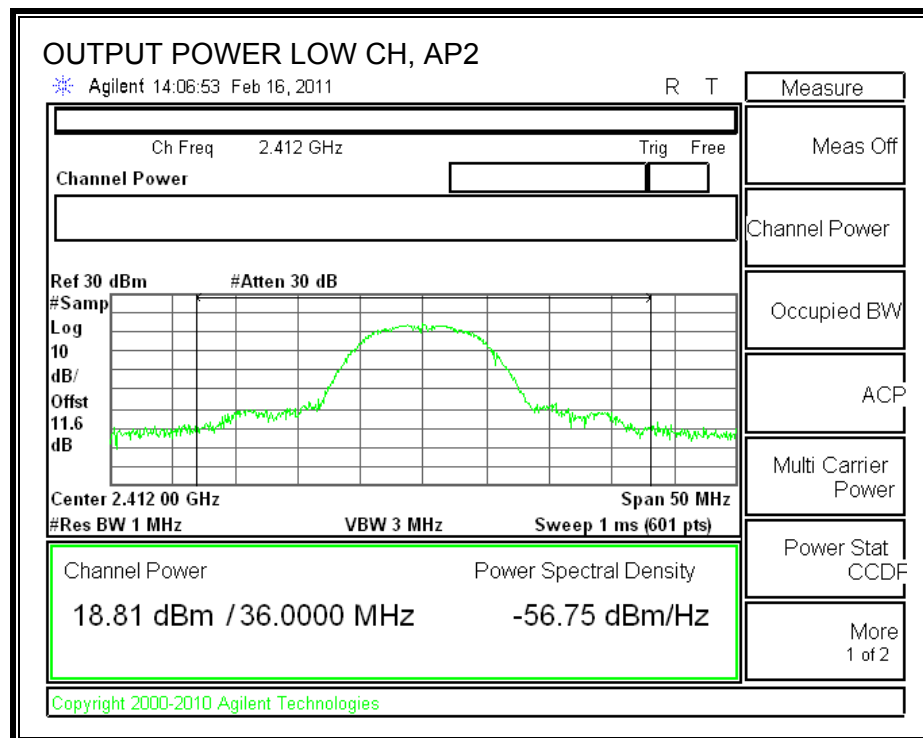 OUTPUT POWER LOW CH, AP2
Agilent 14:06:53 Feb 16, 2011 R T
Measure
Ch Freq 2.412 GHz Trig Free
Meas Off
Channel Power
Channel Power
Ref 30 dBm #Atten 30 dB
#Samp
Log
10
dB/
Offst
11.6
dB
Occupied BW
ACP
Multi Carrier
Power
Center 2.412 00 GHz Span 50 MHz
#Res BW 1 MHz VBW 3 MHz Sweep 1 ms (601 pts)
Power Stat
CCDF
Channel Power Power Spectral Density
18.81 dBm / 36.0000 MHz -56.75 dBm/Hz
More
1 of 2
Copyright 2000-2010 Agilent Technologies